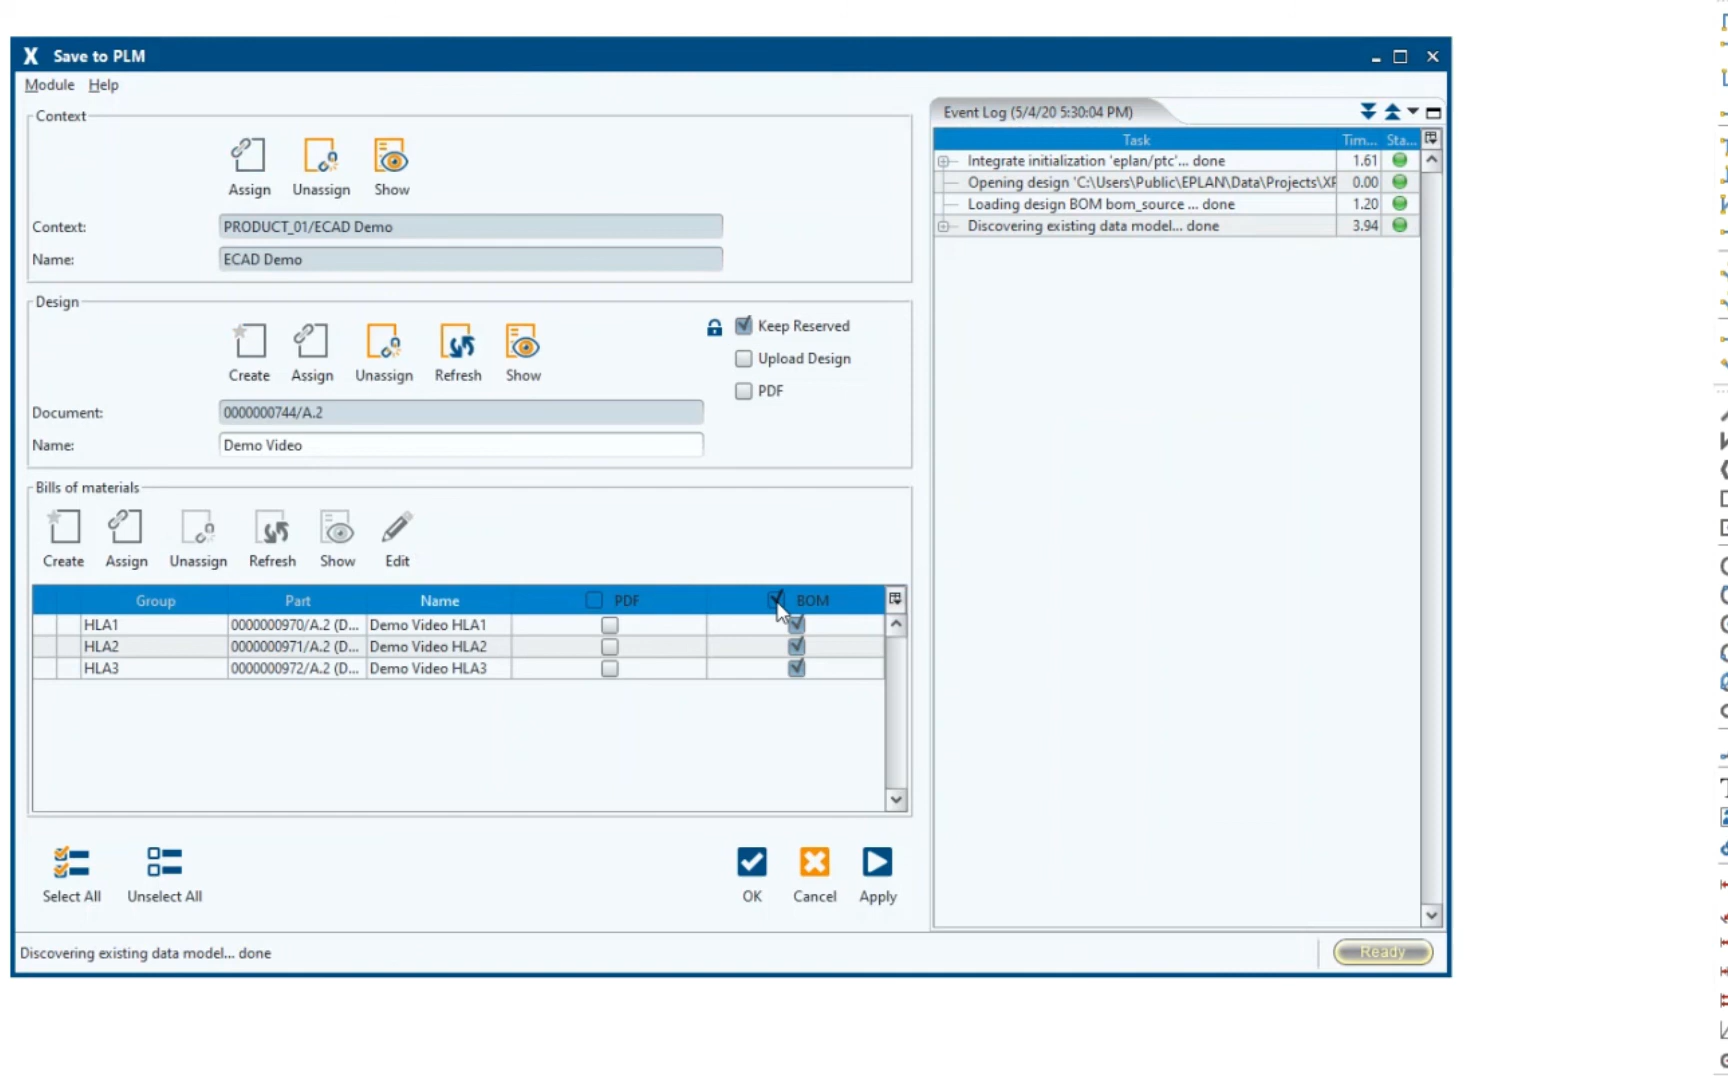 X Save to PLM
Module Help
Context
Assign Unassign Show
Context: PRODUCT_01/ECAD Demo
Name: ECAD Demo
Design
Keep Reserved
Upload Design
PDF
Create Assign Unassign Refresh Show
Document: 0000000744/A.2
Name: Demo Video
Bills of materials
Create Assign Unassign Refresh Show Edit
Group Part Name PDF BOM
HLA1 0000000970/A.2 (D... Demo Video HLA1
HLA2 0000000971/A.2 (D... Demo Video HLA2
HLA3 0000000972/A.2 (D... Demo Video HLA3
Select All Unselect All OK Cancel Apply
Discovering existing data model... done
Event Log (5/4/20 5:30:04 PM)
Task Tim... Sta...
Integrate initialization 'eplan/ptc'... done 1.61
Opening design 'C:\Users\Public\EPLAN\Data\Projects\XF 0.00
Loading design BOM bom_source ... done 1.20
Discovering existing data model... done 3.94
Ready